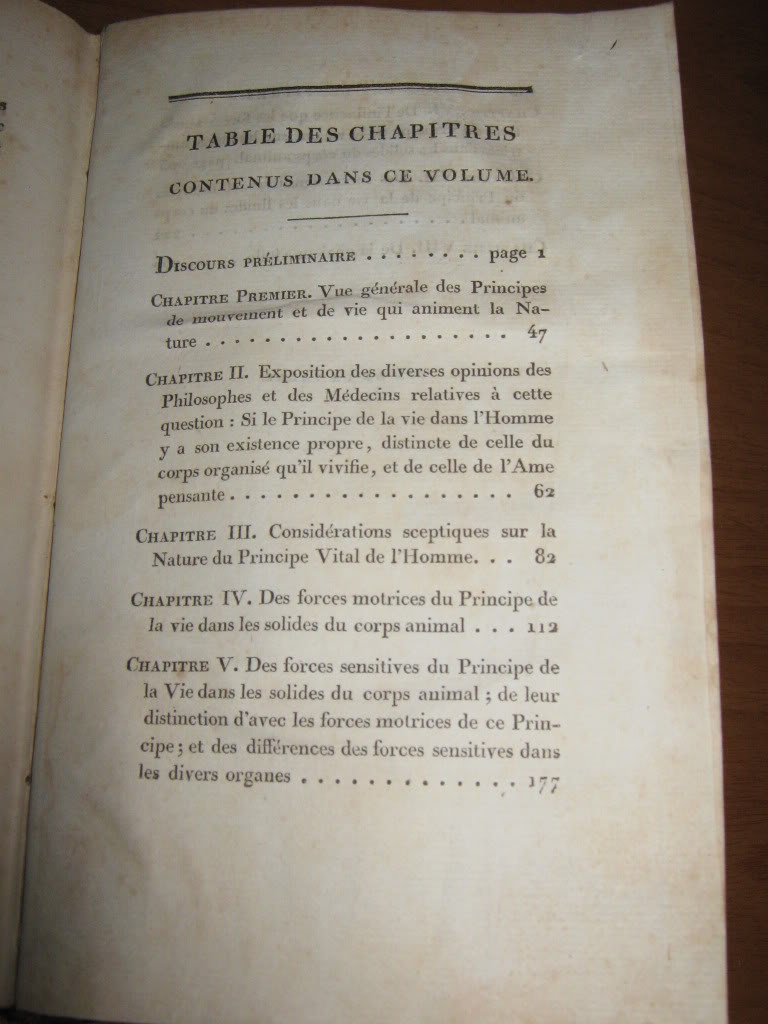 TABLE DES CHAPITRES
CONTENUS DANS CE VOLUME.
DISCOURS PRÉLIMINAIRE . . . . . . . . page 1
CHAPITRE PREMIER. Vue générale des Principes
de mouvement et de vie qui animent la Na-
ture . . . . . . . . . . . . . . . . . . . . 47
CHAPITRE II. Exposition des diverses opinions des
Philosophes et des Médecins relatives à cette
question : Si le Principe de la vie dans l'Homme
y a son existence propre, distincte de celle du
corps organisé qu'il vivifie, et de celle de l'Ame
pensante . . . . . . . . . . . . . . . . . . 62
CHAPITRE III. Considérations sceptiques sur la
Nature du Principe Vital de l'Homme. . . 82
CHAPITRE IV. Des forces motrices du Principe de
la vie dans les solides du corps animal . . . 112
CHAPITRE V. Des forces sensitives du Principe de
la Vie dans les solides du corps animal ; de leur
distinction d'avec les forces motrices de ce Prin-
cipe ; et des différences des forces sensitives dans
les divers organes . . . . . . . . . . . . . 177